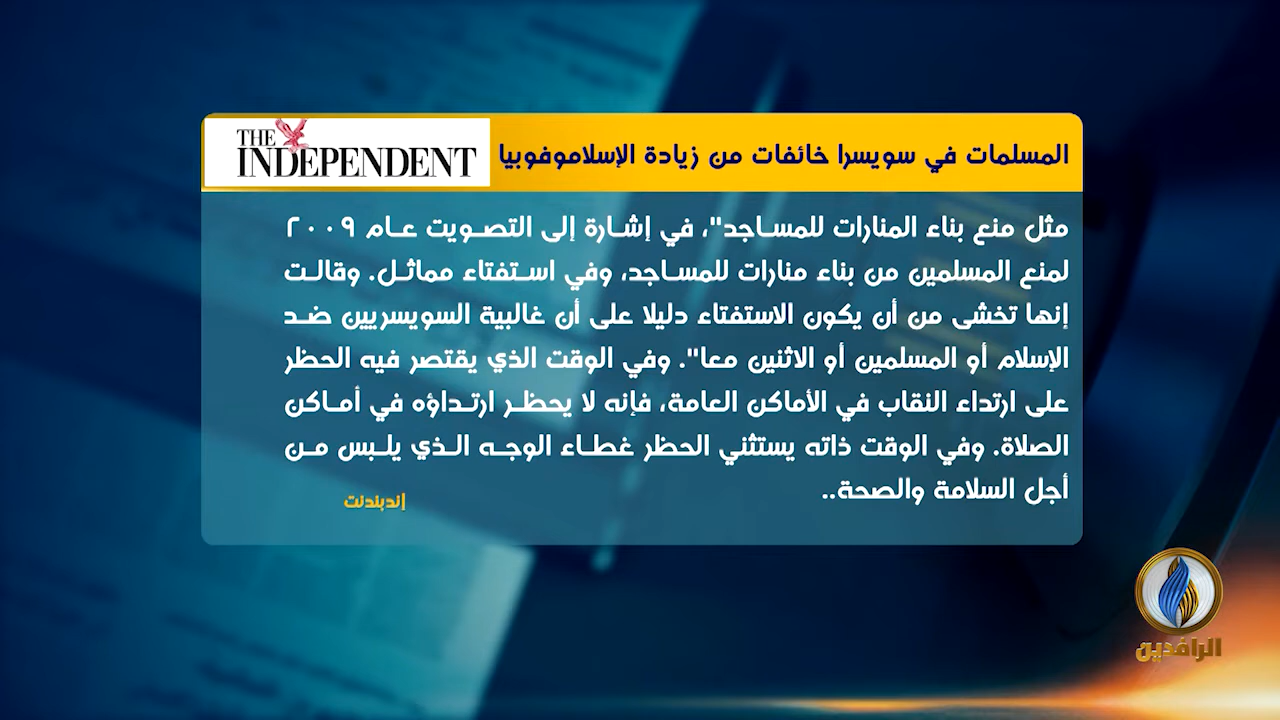 THE
INDEPENDENT
المسلمات في سويسرا خائفات من زيادة الإسلاموفوبيا
مثل منع بناء المنارات للمساجد"، في إشارة إلى التصويت عام ٢٠٠٩
لمنع المسلمين من بناء منارات للمساجد، وفي استفتاء مماثل. وقالت
إنها تخشى من أن يكون الاستفتاء دليلا على أن غالبية السويسريين ضد
الإسلام أو المسلمين أو الاثنين معا". وفي الوقت الذي يقتصر فيه الحظر
على ارتداء النقاب في الأماكن العامة، فإنه لا يحظر ارتداؤه في أماكن
الصلاة. وفي الوقت ذاته يستثني الحظر غطاء الوجه الذي يلبس من
أجل السلامة والصحة..
إندبندنت
الرافدين